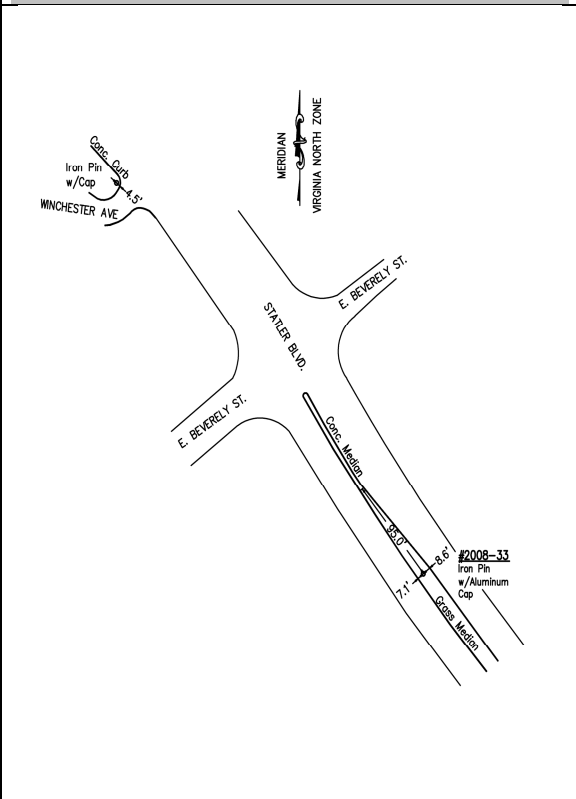 MERIDIAN
VIRGINIA NORTH ZONE
Conc. Curb
Iron Pin
w/Cap
4.5'
WINCHESTER AVE
E. BEVERELY ST.
STATLER BLVD.
E. BEVERELY ST.
Conc. Median
95.0'
8.6'
#2008-33
Iron Pin
w/Aluminum
Cap
7.1'
Grass Median